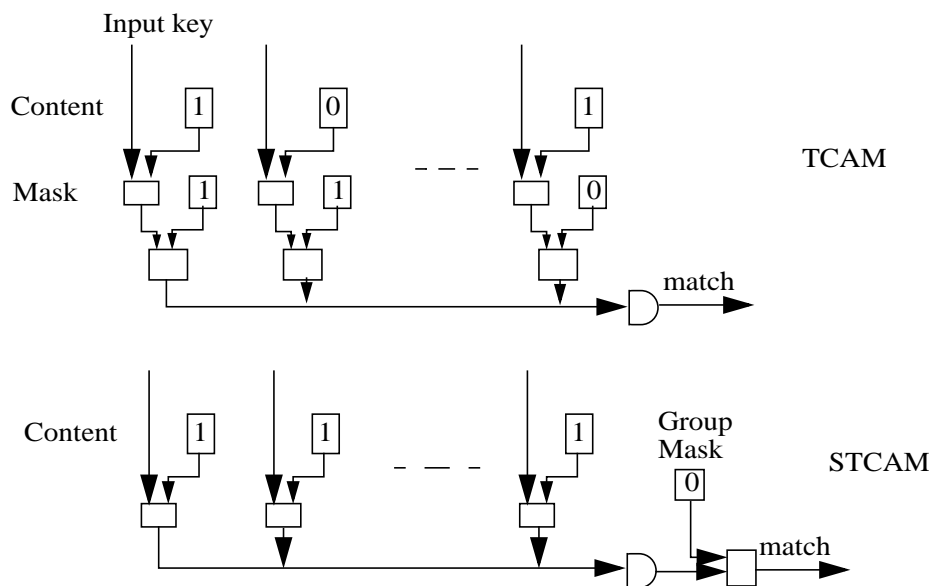 Input key
Content 1 0 1
TCAM
Mask 1 1 0
match
Content 1 1 1
Group
Mask
STCAM
0
match